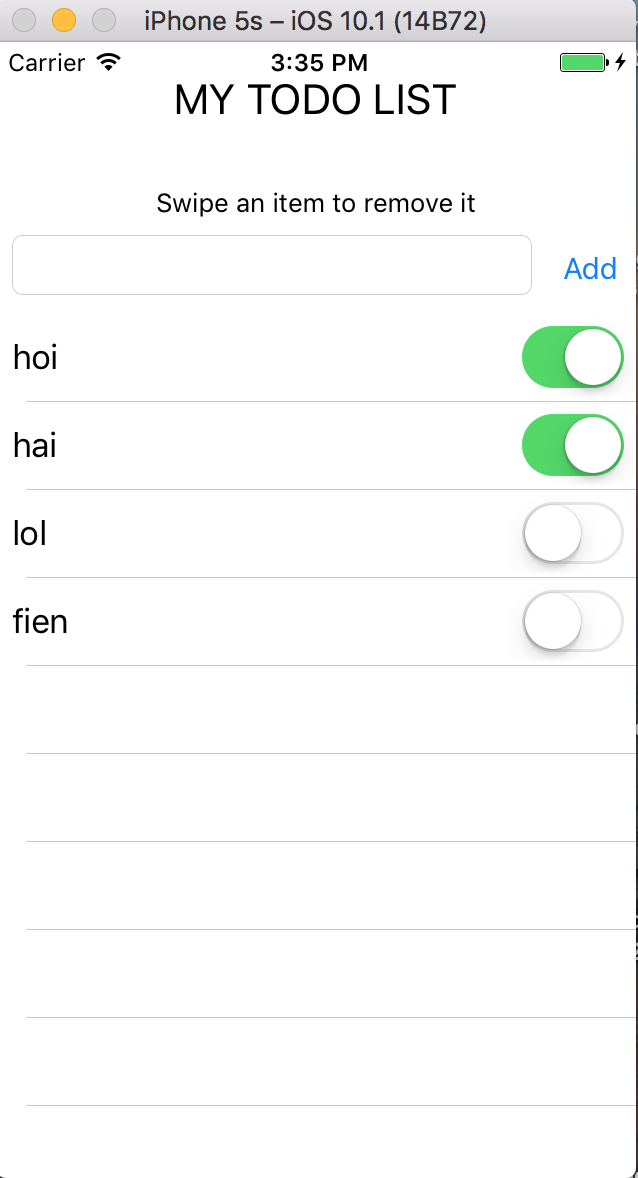 iPhone 5s – iOS 10.1 (14B72)
Carrier 3:35 PM
MY TODO LIST
Swipe an item to remove it
Add
hoi
hai
lol
fien